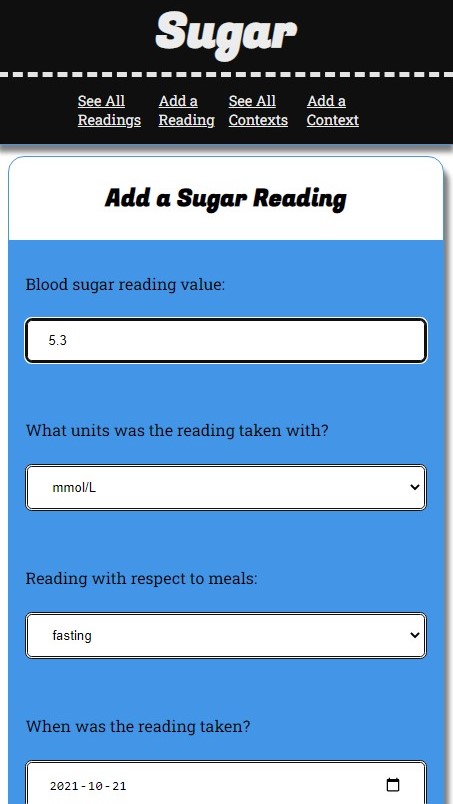 Sugar
See All Add a See All Add a
Readings Reading Contexts Context
Add a Sugar Reading
Blood sugar reading value:
5.3
What units was the reading taken with?
mmol/L
Reading with respect to meals:
fasting
When was the reading taken?
2021-10-21